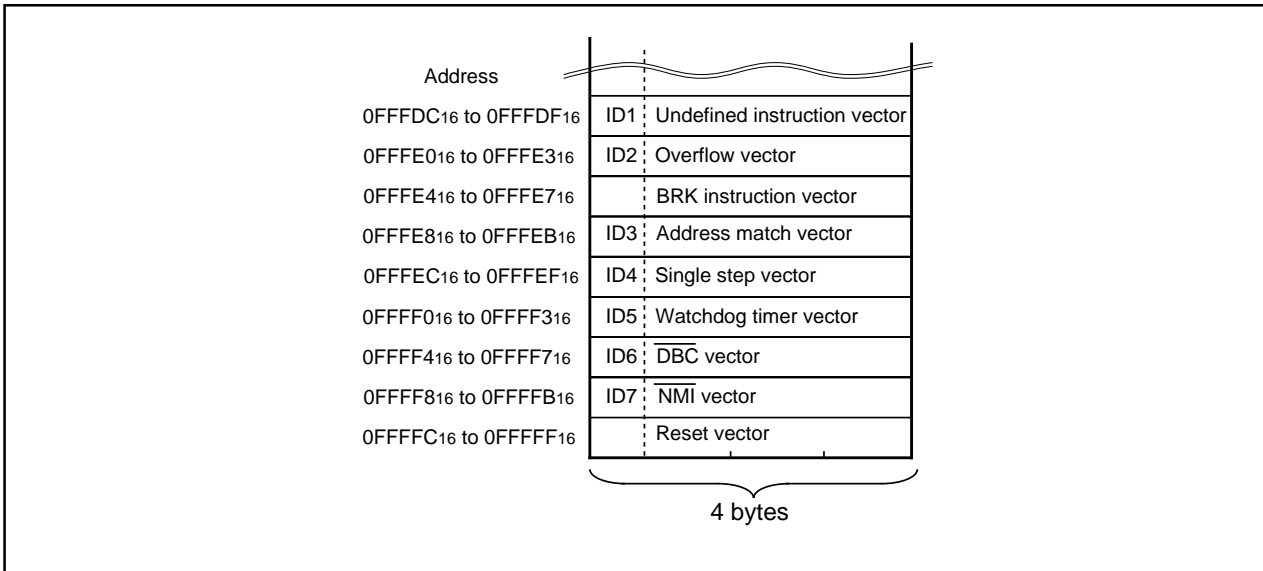 Address
0FFFDC16 to 0FFFDF16 ID1 Undefined instruction vector
0FFFE016 to 0FFFE316 ID2 Overflow vector
0FFFE416 to 0FFFE716 BRK instruction vector
0FFFE816 to 0FFFEB16 ID3 Address match vector
0FFFEC16 to 0FFFEF16 ID4 Single step vector
0FFFF016 to 0FFFF316 ID5 Watchdog timer vector
0FFFF416 to 0FFFF716 ID6 DBC vector
0FFFF816 to 0FFFFB16 ID7 NMI vector
0FFFFC16 to 0FFFFF16 Reset vector
4 bytes